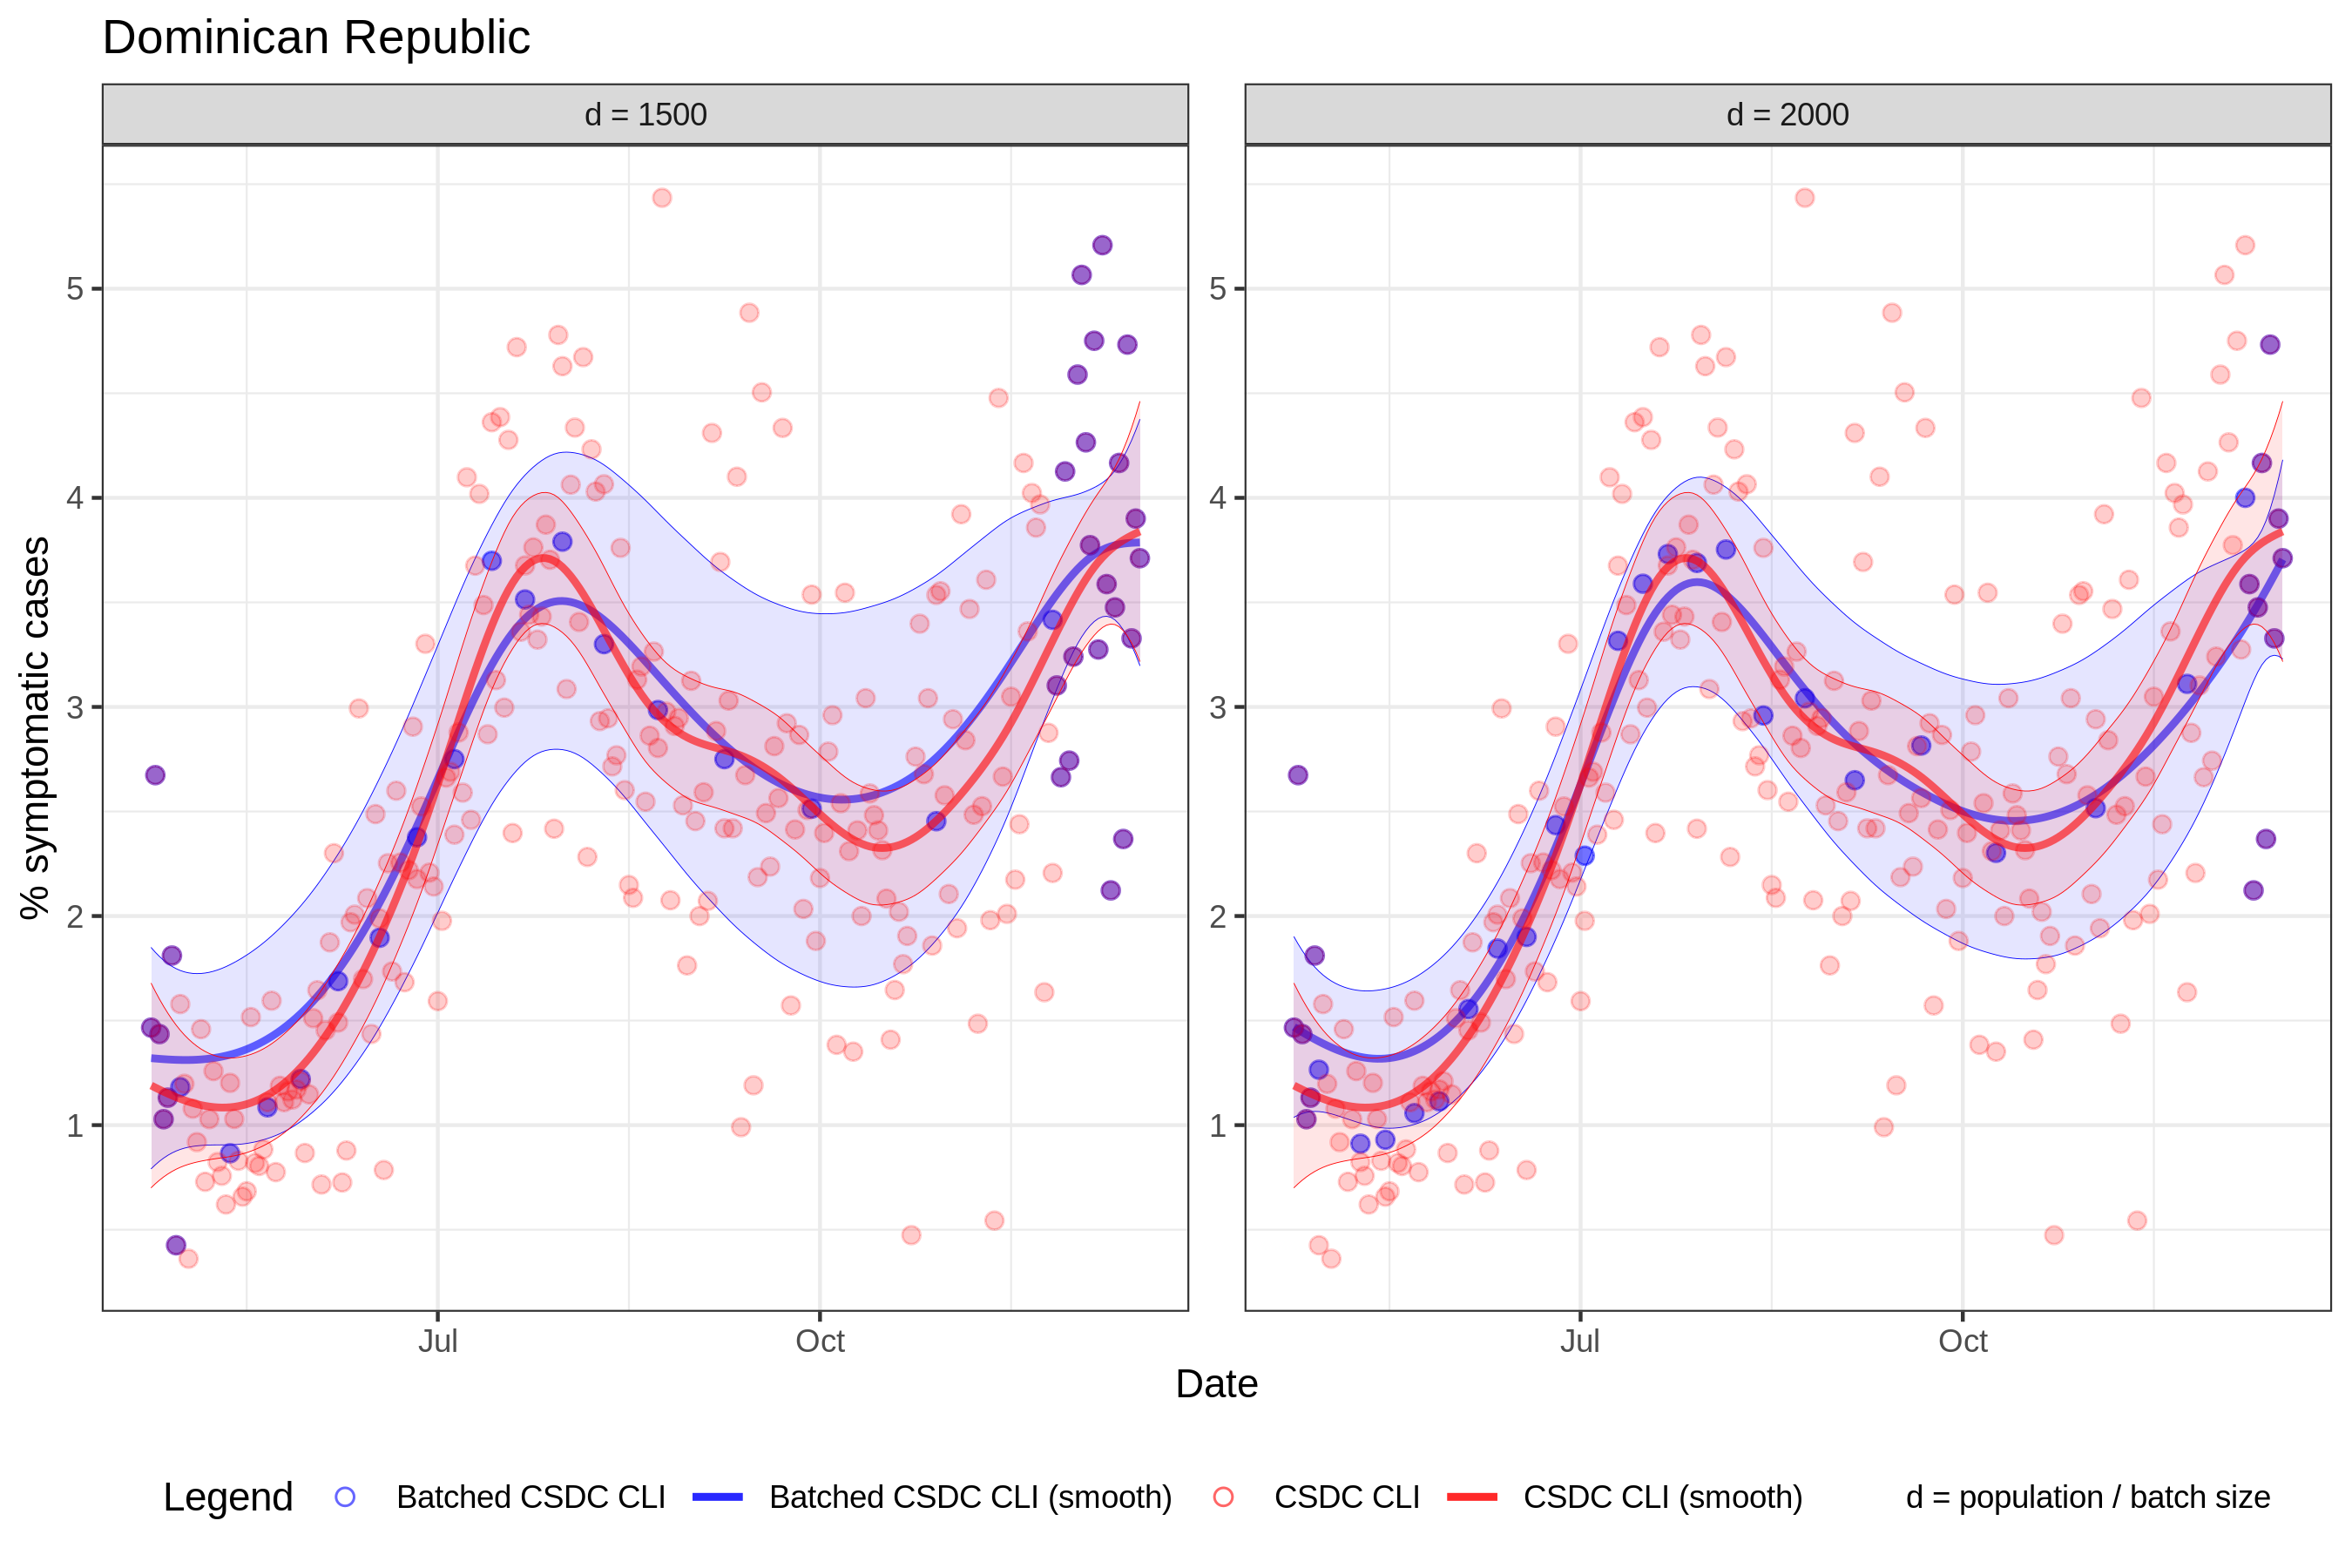 Dominican Republic
d = 1500
d = 2000
% symptomatic cases
5
4
3
2
1
5
4
3
2
1
Jul
Oct
Jul
Oct
Date
Legend
Batched CSDC CLI
Batched CSDC CLI (smooth)
CSDC CLI
CSDC CLI (smooth)
d = population / batch size